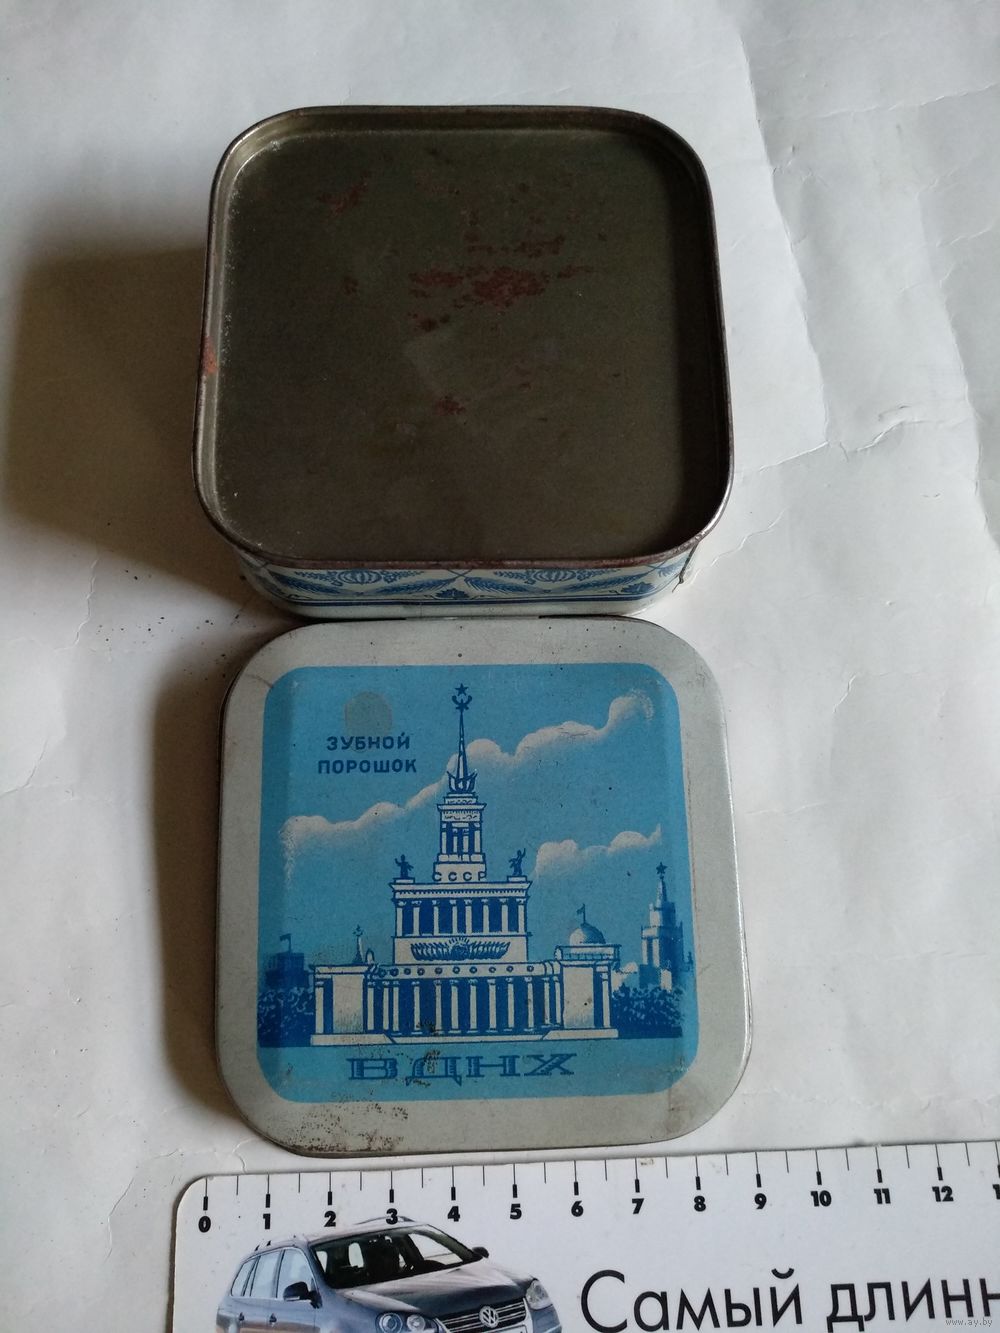 ЗУБНОЙ
ПОРОШОК
СССР
ВДНХ
0 1 2 3 4 5 6 7 8 9 10 11 12
Самый длинн
www.ay.by